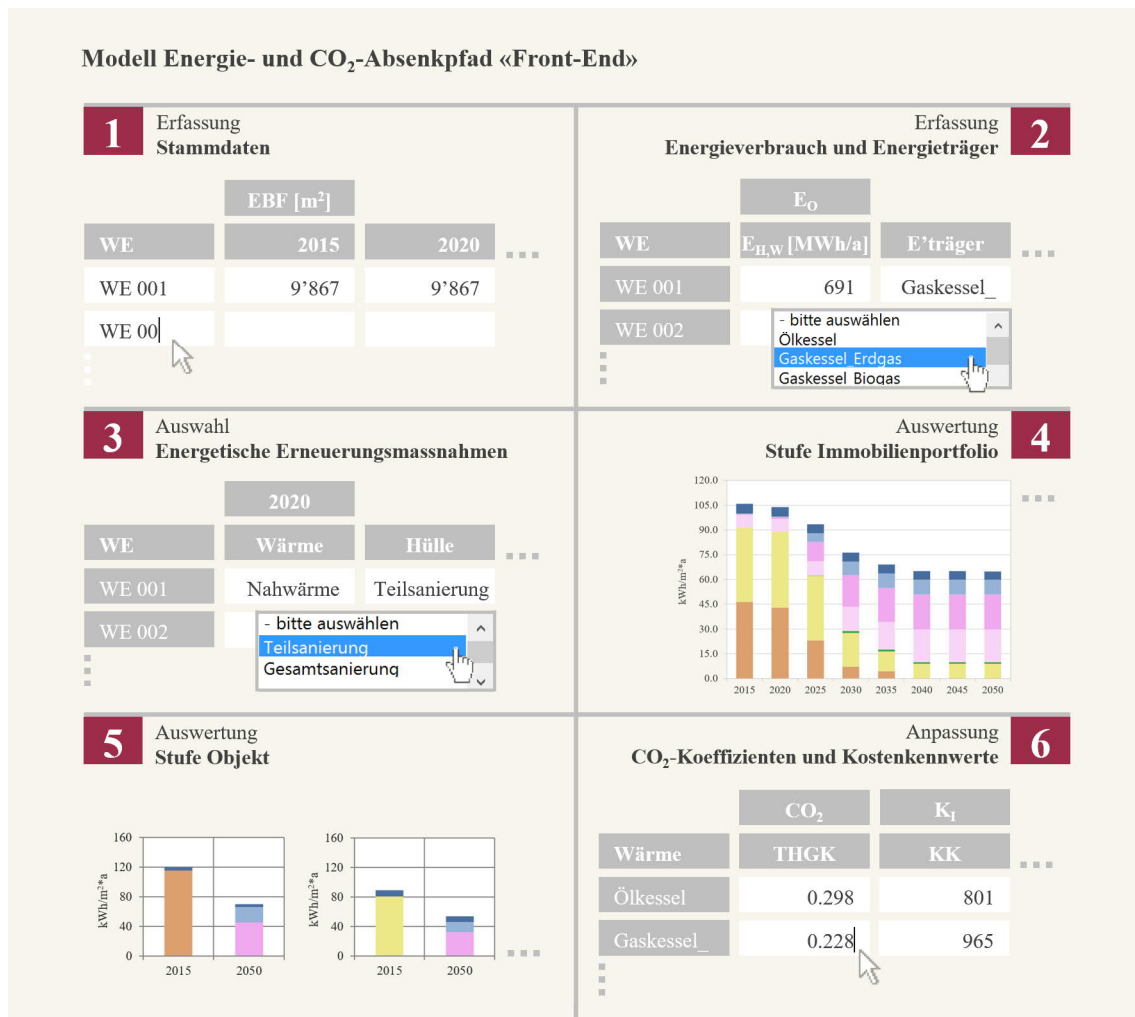 Modell Energie- und CO₂-Absenkpfad «Front-End»
1
Erfassung
Stammdaten
EBF [m²]
WE 2015 2020
WE 001 9’867 9’867
WE 00
2
Erfassung
Energieverbrauch und Energieträger
E_O
WE E_H,W [MWh/a] E’träger
WE 001 691 Gaskessel_
WE 002
- bitte auswählen
Ölkessel
Gaskessel_Erdgas
Gaskessel_Biogas
3
Auswahl
Energetische Erneuerungsmassnahmen
2020
WE Wärme Hülle
WE 001 Nahwärme Teilsanierung
WE 002
- bitte auswählen
Teilsanierung
Gesamtsanierung
4
Auswertung
Stufe Immobilienportfolio
kWh/m²*a
120.0
105.0
90.0
75.0
60.0
45.0
30.0
15.0
0.0
2015 2020 2025 2030 2035 2040 2045 2050
5
Auswertung
Stufe Objekt
kWh/m²*a
160
120
80
40
0
2015 2050
kWh/m²*a
160
120
80
40
0
2015 2050
6
Anpassung
CO₂-Koeffizienten und Kostenkennwerte
CO₂ K_I
Wärme THGK KK
Ölkessel 0.298 801
Gaskessel_ 0.228 965